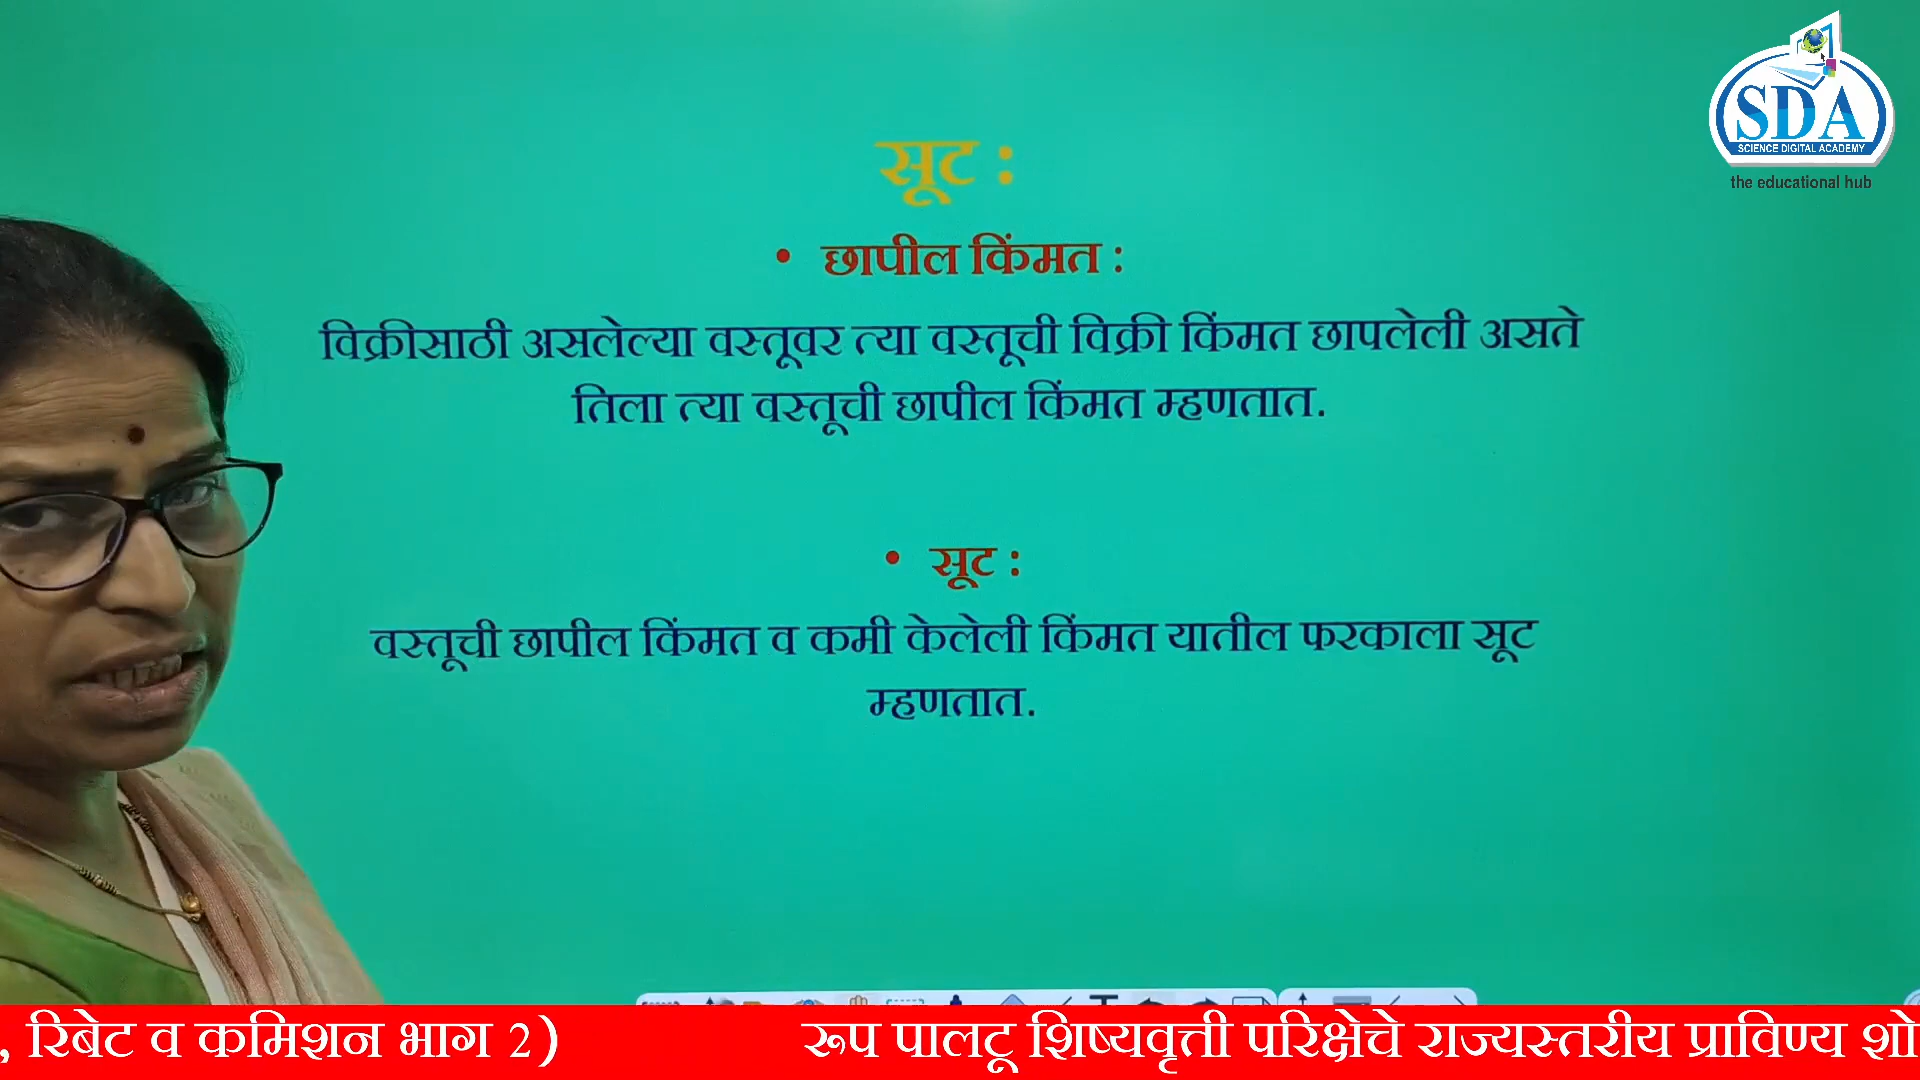 SDA
SCIENCE DIGITAL ACADEMY
the educational hub
सूट :
• छापील किंमत :
विक्रीसाठी असलेल्या वस्तूवर त्या वस्तूची विक्री किंमत छापलेली असते
तिला त्या वस्तूची छापील किंमत म्हणतात.
• सूट :
वस्तूची छापील किंमत व कमी केलेली किंमत यातील फरकाला सूट
म्हणतात.
, रिबेट व कमिशन भाग 2) रूप पालटू शिष्यवृत्ती परिक्षेचे राज्यस्तरीय प्राविण्य शो